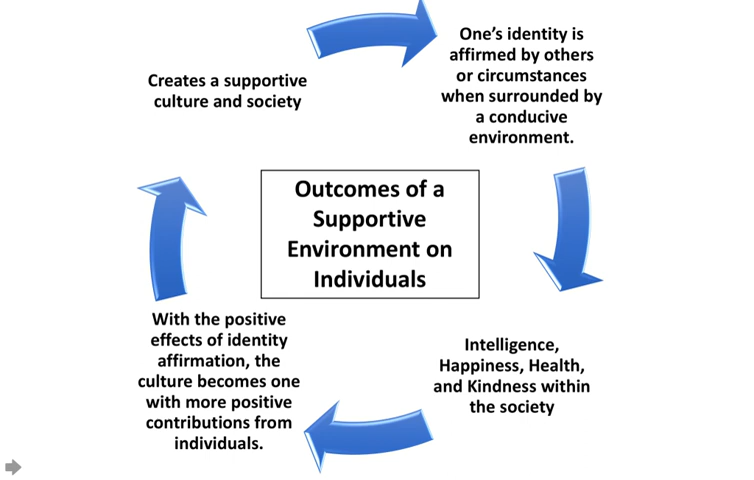 Creates a supportive
culture and society
One's identity is
affirmed by others
or circumstances
when surrounded by
a conducive
environment.
Outcomes of a
Supportive
Environment on
Individuals
Intelligence,
Happiness, Health,
and Kindness within
the society
With the positive
effects of identity
affirmation, the
culture becomes one
with more positive
contributions from
individuals.